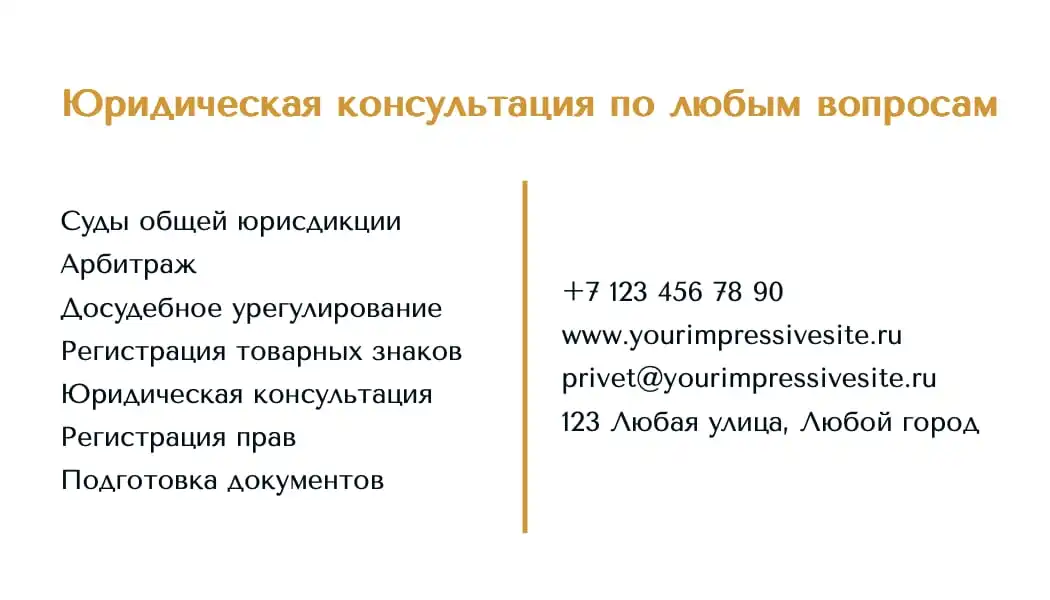 Юридическая консультация по любым вопросам
Суды общей юрисдикции
Арбитраж
Досудебное урегулирование
Регистрация товарных знаков
Юридическая консультация
Регистрация прав
Подготовка документов
+7 123 456 78 90
www.yourimpressivesite.ru
privet@yourimpressivesite.ru
123 Любая улица, Любой город